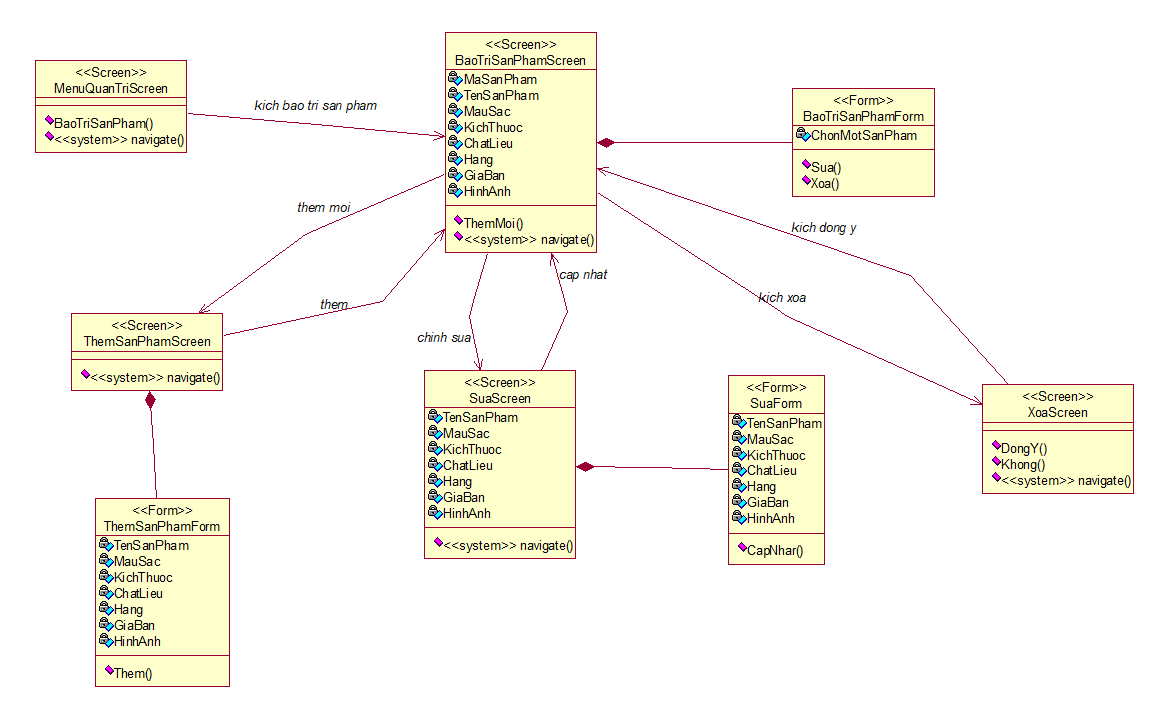 <<Screen>>
MenuQuanTriScreen
BaoTriSanPham()
<<system>> navigate()
kich bao tri san pham
<<Screen>>
BaoTriSanPhamScreen
MaSanPham
TenSanPham
MauSac
KichThuoc
ChatLieu
Hang
GiaBan
HinhAnh
ThemMoi()
<<system>> navigate()
<<Form>>
BaoTriSanPhamForm
ChonMotSanPham
Sua()
Xoa()
them moi
them
chinh sua
cap nhat
kich dong y
kich xoa
<<Screen>>
ThemSanPhamScreen
<<system>> navigate()
<<Form>>
ThemSanPhamForm
TenSanPham
MauSac
KichThuoc
ChatLieu
Hang
GiaBan
HinhAnh
Them()
<<Screen>>
SuaScreen
TenSanPham
MauSac
KichThuoc
ChatLieu
Hang
GiaBan
HinhAnh
<<system>> navigate()
<<Form>>
SuaForm
TenSanPham
MauSac
KichThuoc
ChatLieu
Hang
GiaBan
HinhAnh
CapNhar()
<<Screen>>
XoaScreen
DongY()
Khong()
<<system>> navigate()